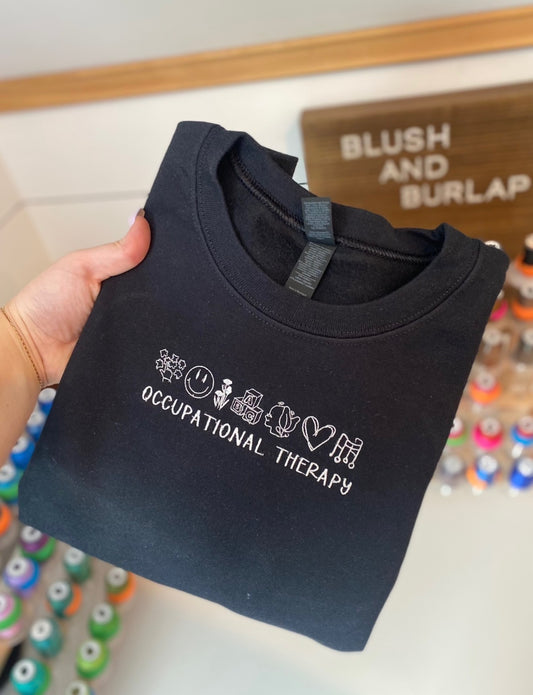 BLUSH
AND
BURLAP
OCCUPATIONAL THERAPY